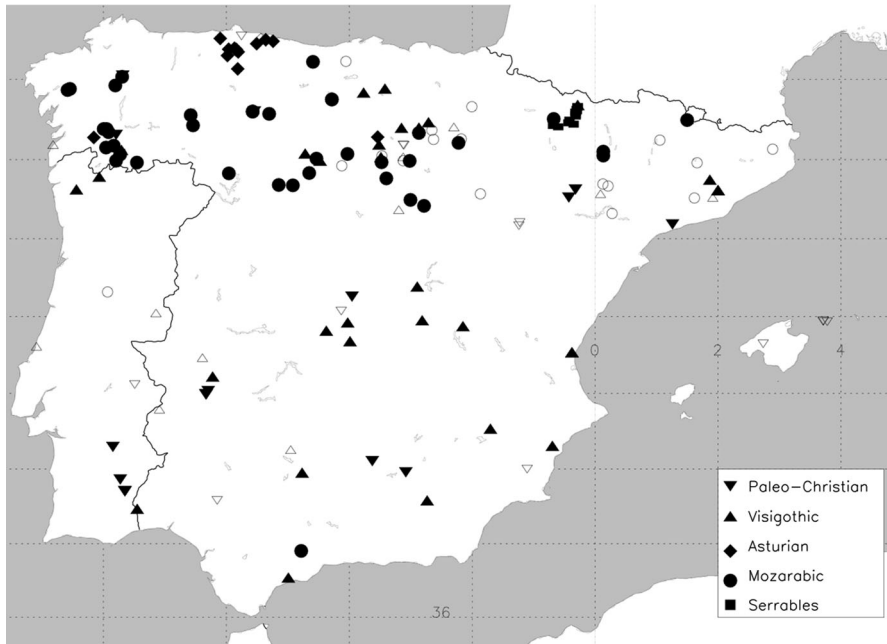 0
2
4
36
Paleo-Christian
Visigothic
Asturian
Mozarabic
Serrables